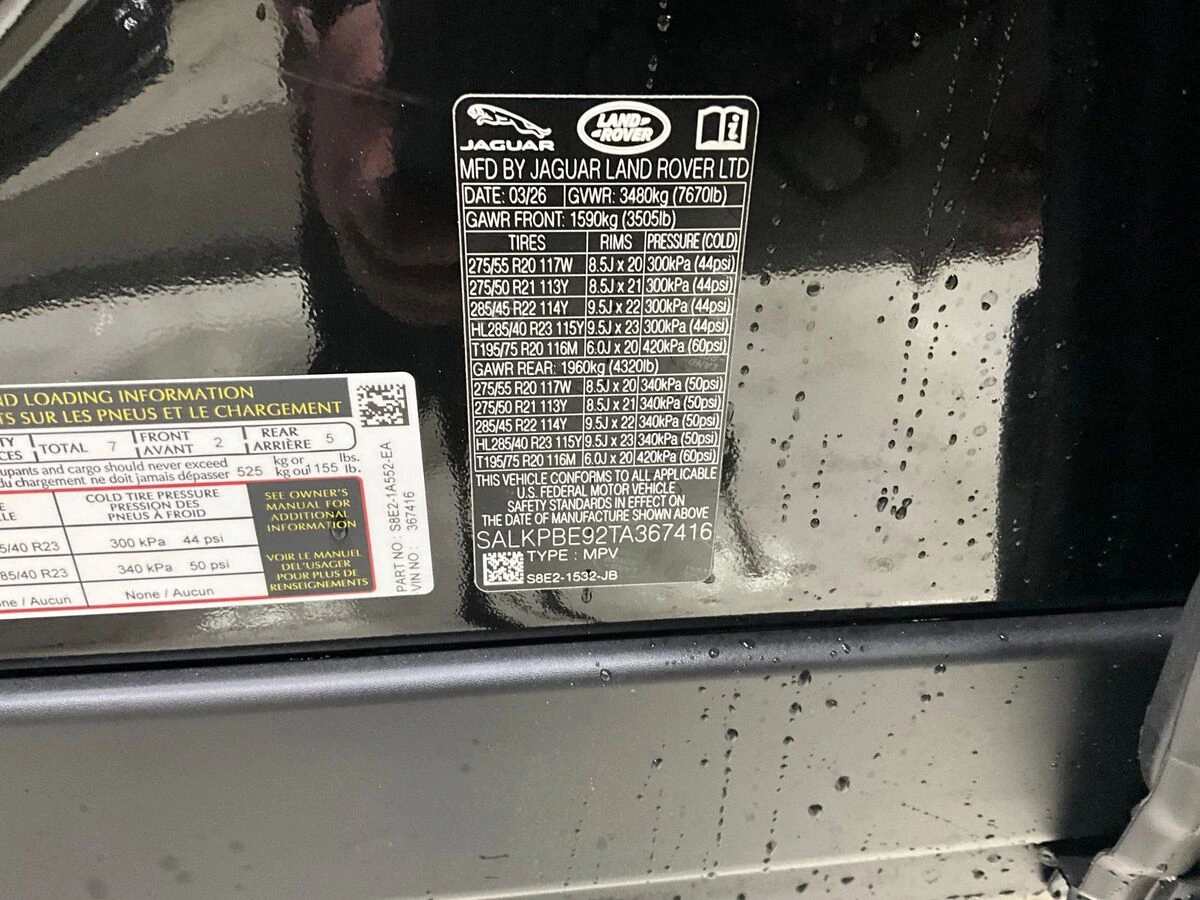 JAGUAR
LAND ROVER
MFD BY JAGUAR LAND ROVER LTD
DATE: 03/26 GVWR: 3480kg (7670lb)
GAWR FRONT: 1590kg (3505lb)
TIRES RIMS PRESSURE (COLD)
275/55 R20 117W 8.5J x 20 300kPa (44psi)
275/50 R21 113Y 8.5J x 21 300kPa (44psi)
285/45 R22 114Y 9.5J x 22 300kPa (44psi)
HL285/40 R23 115Y 9.5J x 23 300kPa (44psi)
T195/75 R20 116M 6.0J x 20 420kPa (60psi)
GAWR REAR: 1960kg (4320lb)
275/55 R20 117W 8.5J x 20 340kPa (50psi)
275/50 R21 113Y 8.5J x 21 340kPa (50psi)
285/45 R22 114Y 9.5J x 22 340kPa (50psi)
HL285/40 R23 115Y 9.5J x 23 340kPa (50psi)
T195/75 R20 116M 6.0J x 20 420kPa (60psi)
THIS VEHICLE CONFORMS TO ALL APPLICABLE
U.S. FEDERAL MOTOR VEHICLE
SAFETY STANDARDS IN EFFECT ON
THE DATE OF MANUFACTURE SHOWN ABOVE
SALKPBE92TA367416
TYPE : MPV
S8E2-1532-JB
LOADING INFORMATION
SUR LES PNEUS ET LE CHARGEMENT
TOTAL 7 FRONT AVANT 2 REAR ARRIÈRE 5
and cargo should never exceed
chargement ne doit jamais dépasser 525 kg or kg ou 1155 lbs. lb.
COLD TIRE PRESSURE
PRESSION DES
PNEUS À FROID
R23 300 kPa 44 psi
R23 340 kPa 50 psi
/ Aucun None / Aucun
SEE OWNER'S
MANUAL FOR
ADDITIONAL
INFORMATION
VOIR LE MANUEL
DEL'USAGER
POUR PLUS DE
RENSEIGNEMENTS
PART NO : S8E2-1A552-EA
VIN NO : 367416